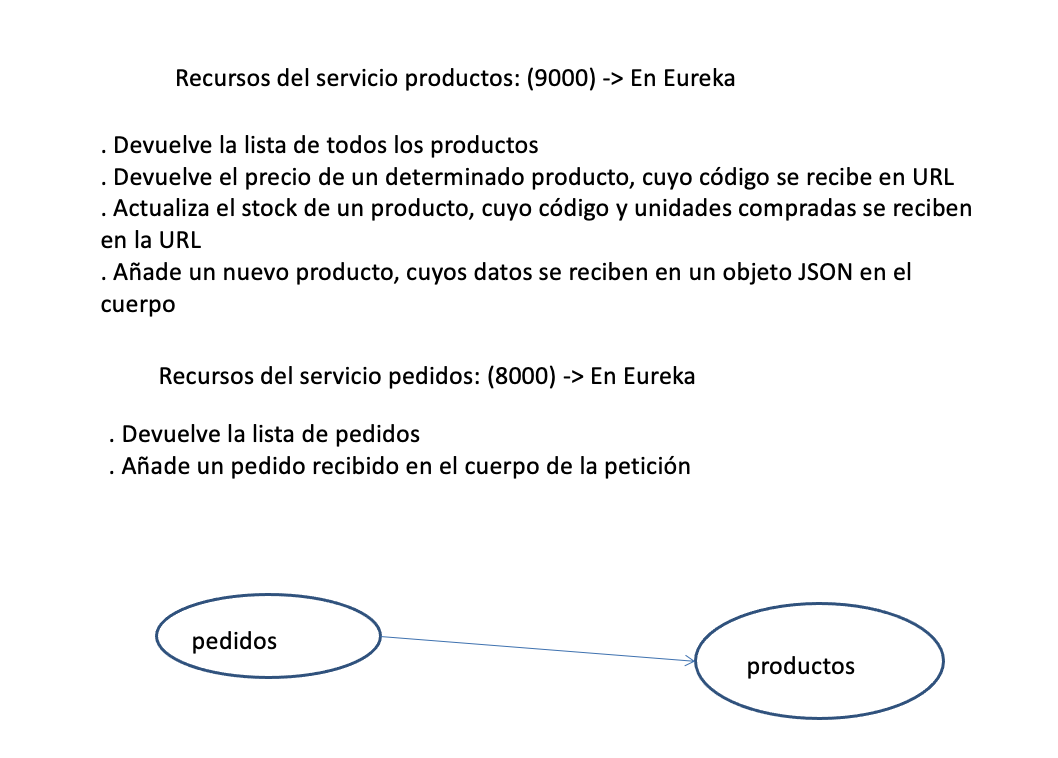 Recursos del servicio productos: (9000) -> En Eureka
. Devuelve la lista de todos los productos
. Devuelve el precio de un determinado producto, cuyo código se recibe en URL
. Actualiza el stock de un producto, cuyo código y unidades compradas se reciben
en la URL
. Añade un nuevo producto, cuyos datos se reciben en un objeto JSON en el
cuerpo
Recursos del servicio pedidos: (8000) -> En Eureka
. Devuelve la lista de pedidos
. Añade un pedido recibido en el cuerpo de la petición
pedidos
productos